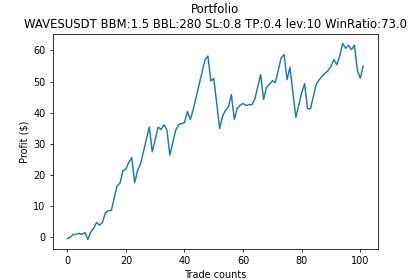 Portfolio
WAVESUSDT BBM:1.5 BBL:280 SL:0.8 TP:0.4 lev:10 WinRatio:73.0
Profit ($)
60
50
40
30
20
10
0
0 20 40 60 80 100
Trade counts